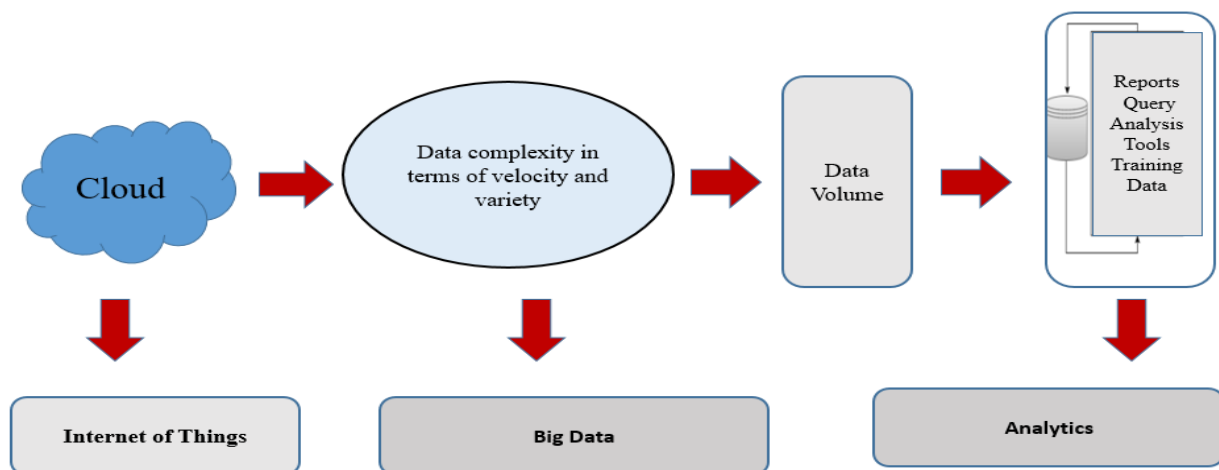 Cloud
Data complexity in
terms of velocity and
variety
Data
Volume
Reports
Query
Analysis
Tools
Training
Data
Internet of Things
Big Data
Analytics